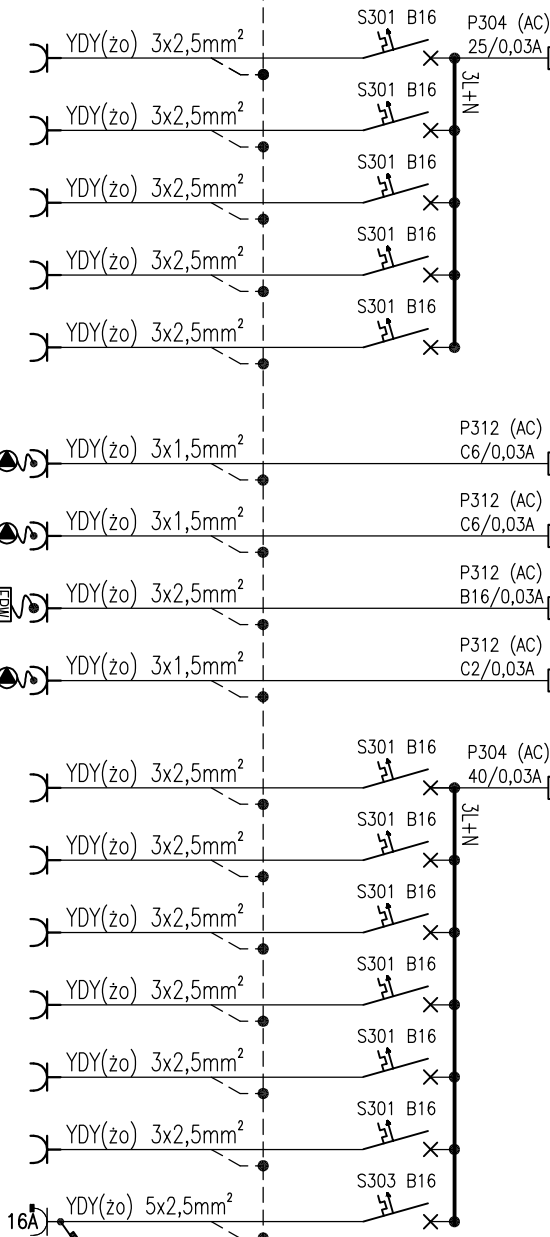 S301 B16
P304 (AC)
YDY(żo) 3x2,5mm²
25/0,03A
3L+N
S301 B16
YDY(żo) 3x2,5mm²
S301 B16
YDY(żo) 3x2,5mm²
S301 B16
YDY(żo) 3x2,5mm²
S301 B16
YDY(żo) 3x2,5mm²
P312 (AC)
YDY(żo) 3x1,5mm²
C6/0,03A
P312 (AC)
YDY(żo) 3x1,5mm²
C6/0,03A
P312 (AC)
YDY(żo) 3x2,5mm²
B16/0,03A
P312 (AC)
YDY(żo) 3x1,5mm²
C2/0,03A
S301 B16
P304 (AC)
YDY(żo) 3x2,5mm²
40/0,03A
3L+N
S301 B16
YDY(żo) 3x2,5mm²
S301 B16
YDY(żo) 3x2,5mm²
S301 B16
YDY(żo) 3x2,5mm²
S301 B16
YDY(żo) 3x2,5mm²
S301 B16
YDY(żo) 3x2,5mm²
S303 B16
YDY(żo) 5x2,5mm²
16A